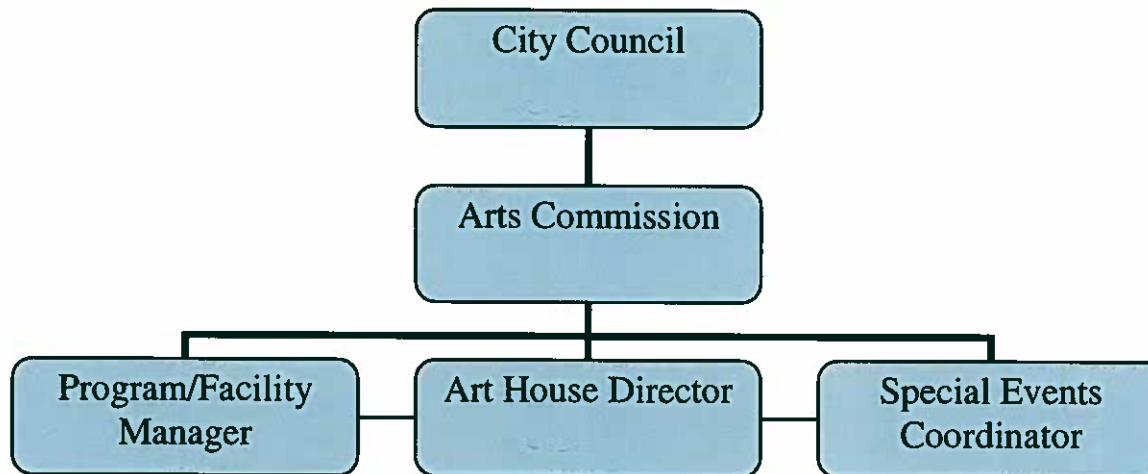 City Council
Arts Commission
Program/Facility
Manager
Art House Director
Special Events
Coordinator